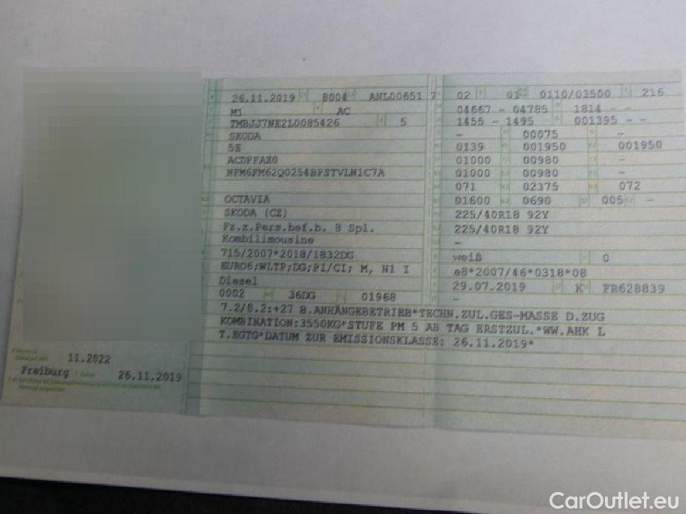 26.11.2019 8004 ANL00651 7
M1 AC
TMBJJ7NE2L0085426 5
SKODA
5E
ACDFFAX0
NFM6FM62Q0254BFSTVLN1C7A
OCTAVIA
SKODA (CZ)
Fz.z.Pers.bef.b. 8 Spl.
Kombilimousine
715/2007*2018/1832DG
EURO6;WLTP;DG;PI/CI; M, N1 I
Diesel
0002 36DG 01968
02 01 0110/03500 216
04667 - 04785 1814 - -
1455 - 1495 001395 - -
- 00075 -
0139 001950 001950
01000 00980 -
01000 00980 -
071 02375 072
01600 0690 005 -
225/40R18 92Y
225/40R18 92Y
-
weiß 0
e8*2007/46*0318*08
29.07.2019 K FR628839
7.2/8.2:+27 B.ANHÄNGEBETRIEB*TECHN.ZUL.GES-MASSE D.ZUG
KOMBINATION:3550KG*STUFE PM 5 AB TAG ERSTZUL.*WW.AHK L
T.EGTG*DATUM ZUR EMISSIONSKLASSE: 26.11.2019*
11.2022
Freiburg 26.11.2019
CarOutlet.eu